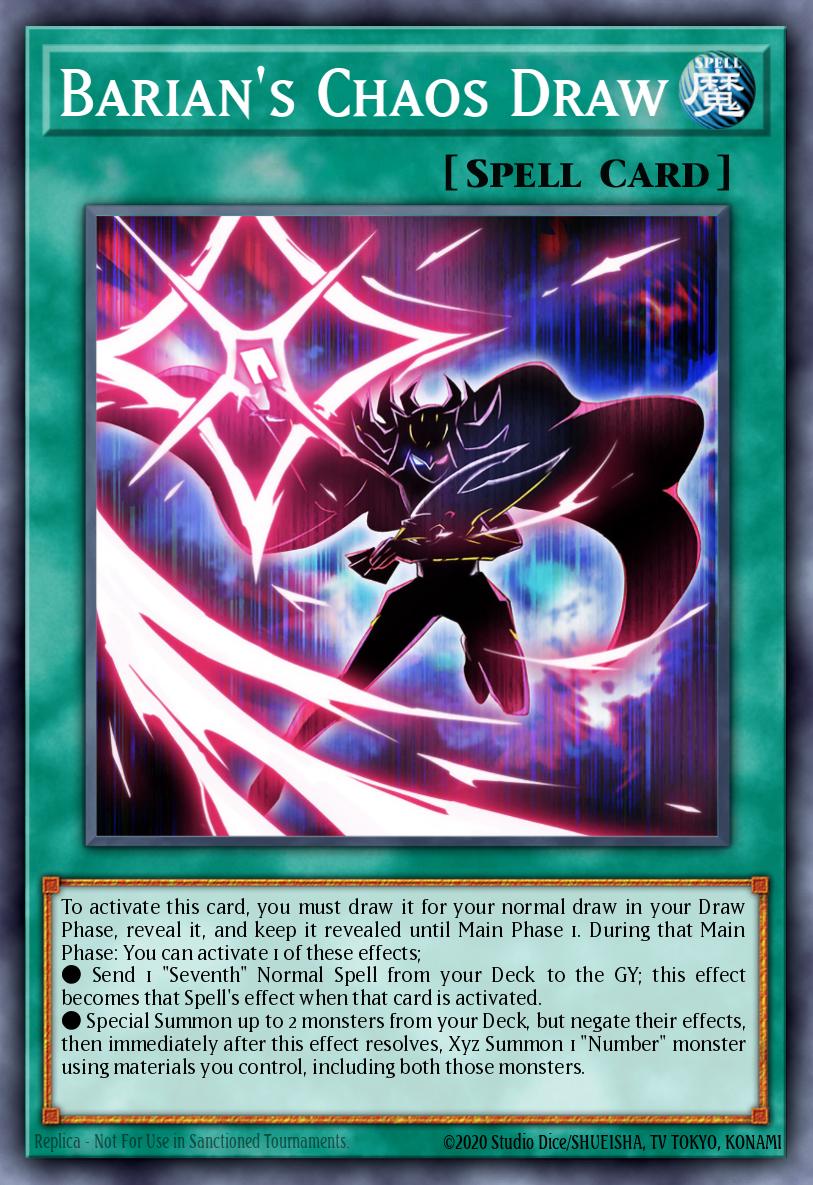 Barian's Chaos Draw
SPELL
魔
[Spell Card]
To activate this card, you must draw it for your normal draw in your Draw
Phase, reveal it, and keep it revealed until Main Phase 1. During that Main
Phase: You can activate 1 of these effects;
● Send 1 "Seventh" Normal Spell from your Deck to the GY; this effect
becomes that Spell's effect when that card is activated.
● Special Summon up to 2 monsters from your Deck, but negate their effects,
then immediately after this effect resolves, Xyz Summon 1 "Number" monster
using materials you control, including both those monsters.
Replica - Not For Use in Sanctioned Tournaments.
©2020 Studio Dice/SHUEISHA, TV TOKYO, KONAMI